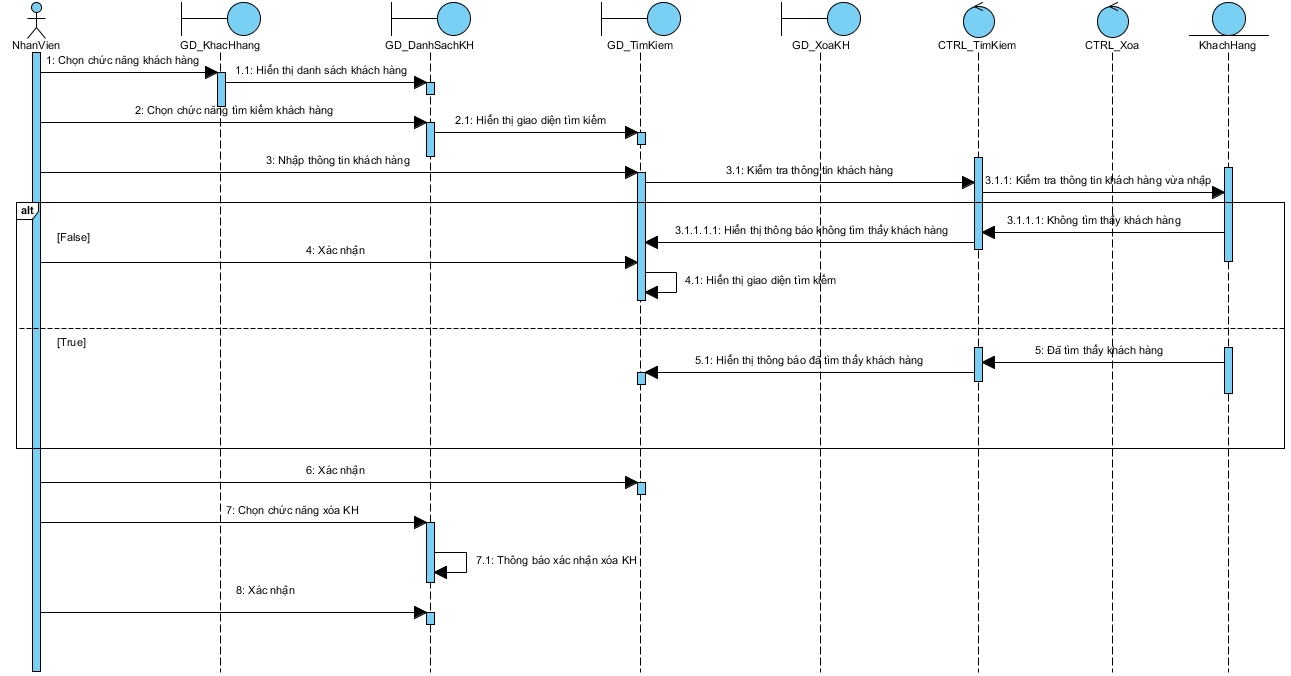 NhanVien
GD_KhacHhang
GD_DanhSachKH
GD_TimKiem
GD_XoaKH
CTRL_TimKiem
CTRL_Xoa
KhachHang
1: Chọn chức năng khách hàng
1.1: Hiển thị danh sách khách hàng
2: Chọn chức năng tìm kiếm khách hàng
2.1: Hiển thị giao diện tìm kiếm
3: Nhập thông tin khách hàng
3.1: Kiểm tra thông tin khách hàng
3.1.1: Kiểm tra thông tin khách hàng vừa nhập
alt
[False]
3.1.1.1: Không tìm thấy khách hàng
3.1.1.1.1: Hiển thị thông báo không tìm thấy khách hàng
4: Xác nhận
4.1: Hiển thị giao diện tìm kiếm
[True]
5: Đã tìm thấy khách hàng
5.1: Hiển thị thông báo đã tìm thấy khách hàng
6: Xác nhận
7: Chọn chức năng xóa KH
7.1: Thông báo xác nhận xóa KH
8: Xác nhận